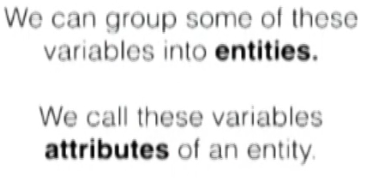 We can group some of these
variables into entities.
We call these variables
attributes of an entity.